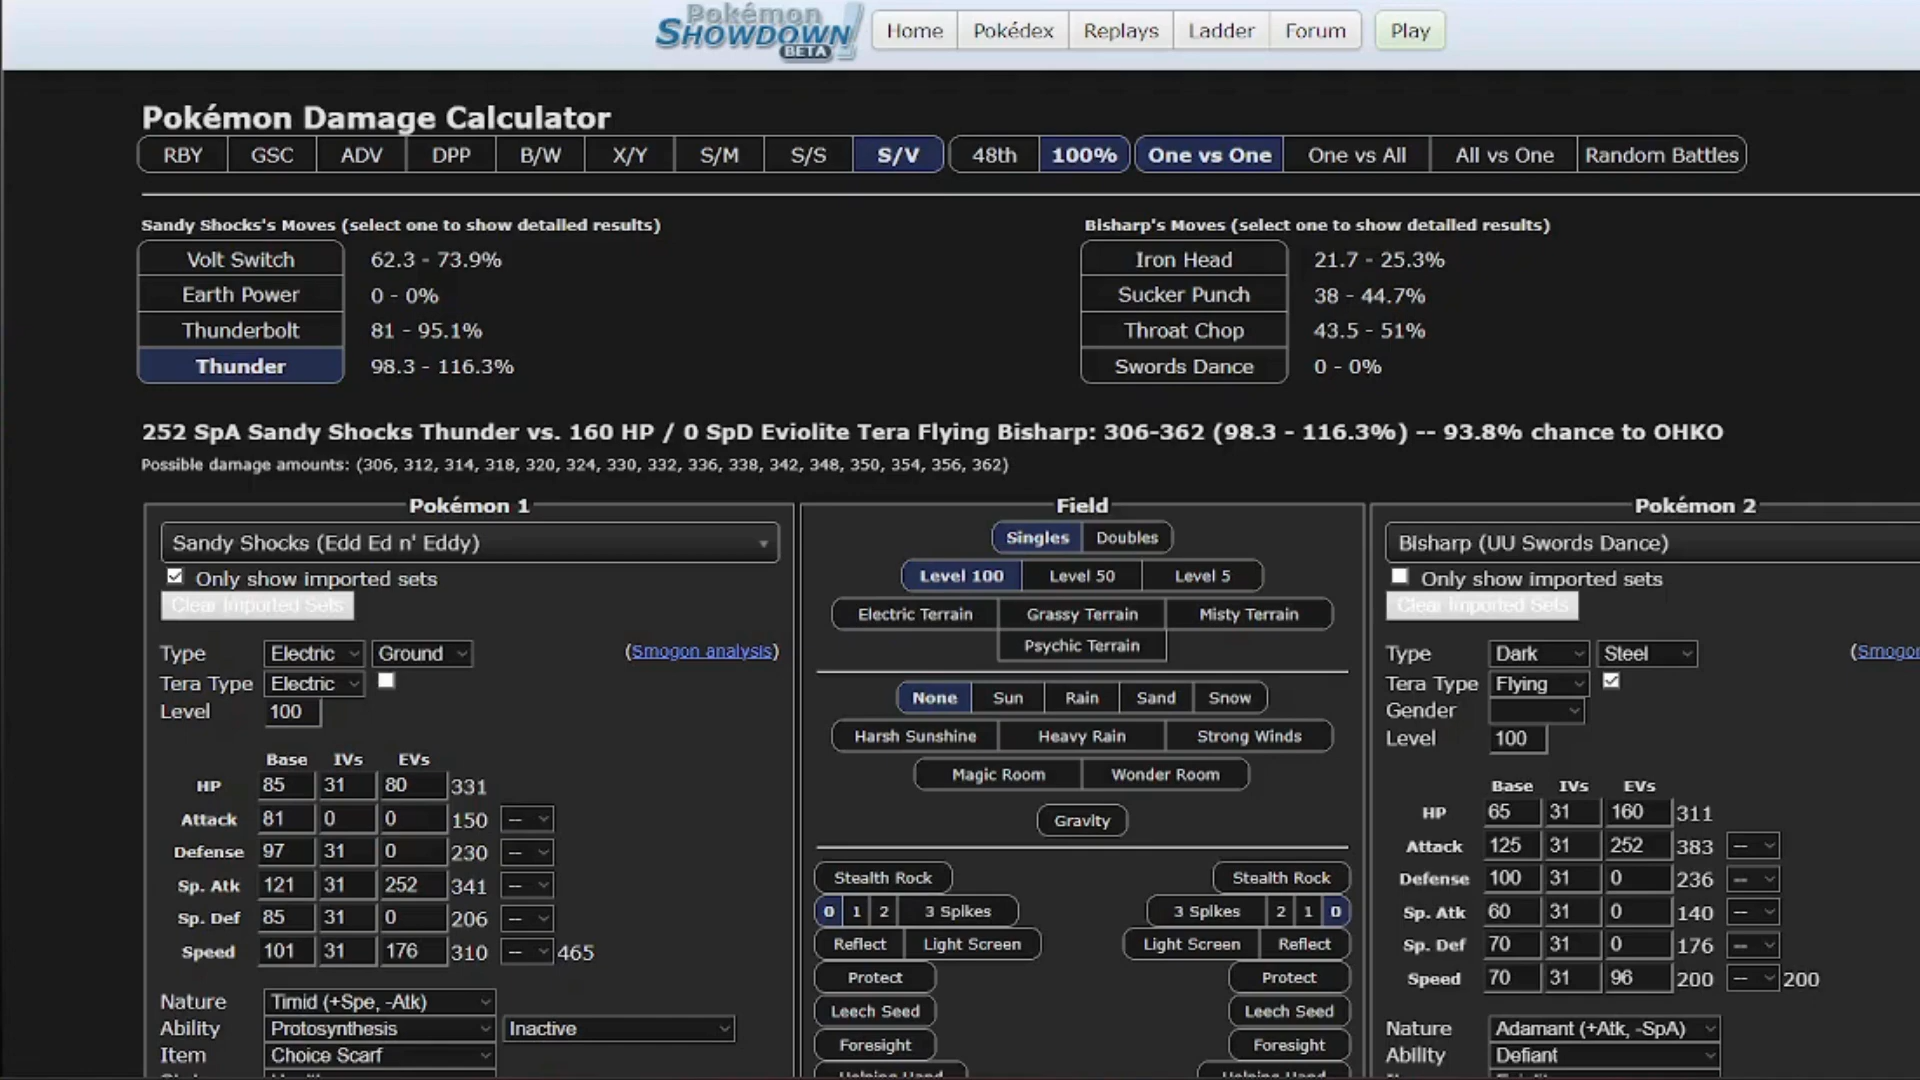 Pokémon
SHOWDOWN!
BETA
Home Pokédex Replays Ladder Forum Play
Pokémon Damage Calculator
RBY GSC ADV DPP B/W X/Y S/M S/S S/V 48th 100% One vs One One vs All All vs One Random Battles
Sandy Shocks's Moves (select one to show detailed results) Bisharp's Moves (select one to show detailed results)
Volt Switch 62.3 - 73.9% Iron Head 21.7 - 25.3%
Earth Power 0 - 0% Sucker Punch 38 - 44.7%
Thunderbolt 81 - 95.1% Throat Chop 43.5 - 51%
Thunder 98.3 - 116.3% Swords Dance 0 - 0%
252 SpA Sandy Shocks Thunder vs. 160 HP / 0 SpD Eviolite Tera Flying Bisharp: 306-362 (98.3 - 116.3%) -- 93.8% chance to OHKO
Possible damage amounts: (306, 312, 314, 318, 320, 324, 330, 332, 336, 338, 342, 348, 350, 354, 356, 362)
Pokémon 1
Sandy Shocks (Edd Ed n' Eddy)
Only show imported sets
Clear Imported Sets
Type Electric Ground (Smogon analysis)
Tera Type Electric
Level 100
Base IVs EVs
HP 85 31 80 331
Attack 81 0 0 150 --
Defense 97 31 0 230 --
Sp. Atk 121 31 252 341 --
Sp. Def 85 31 0 206 --
Speed 101 31 176 310 -- 465
Nature Timid (+Spe, -Atk)
Ability Protosynthesis Inactive
Item Choice Scarf
Field
Singles Doubles
Level 100 Level 50 Level 5
Electric Terrain Grassy Terrain Misty Terrain
Psychic Terrain
None Sun Rain Sand Snow
Harsh Sunshine Heavy Rain Strong Winds
Magic Room Wonder Room
Gravity
Stealth Rock Stealth Rock
0 1 2 3 Spikes 3 Spikes 2 1 0
Reflect Light Screen Light Screen Reflect
Protect Protect
Leech Seed Leech Seed
Foresight Foresight
Helping Hand Helping Hand
Pokémon 2
Bisharp (UU Swords Dance)
Only show imported sets
Clear Imported Sets
Type Dark Steel (Smogon
Tera Type Flying
Gender
Level 100
Base IVs EVs
HP 65 31 160 311
Attack 125 31 252 383 --
Defense 100 31 0 236 --
Sp. Atk 60 31 0 140 --
Sp. Def 70 31 0 176 --
Speed 70 31 96 200 -- 200
Nature Adamant (+Atk, -SpA)
Ability Defiant